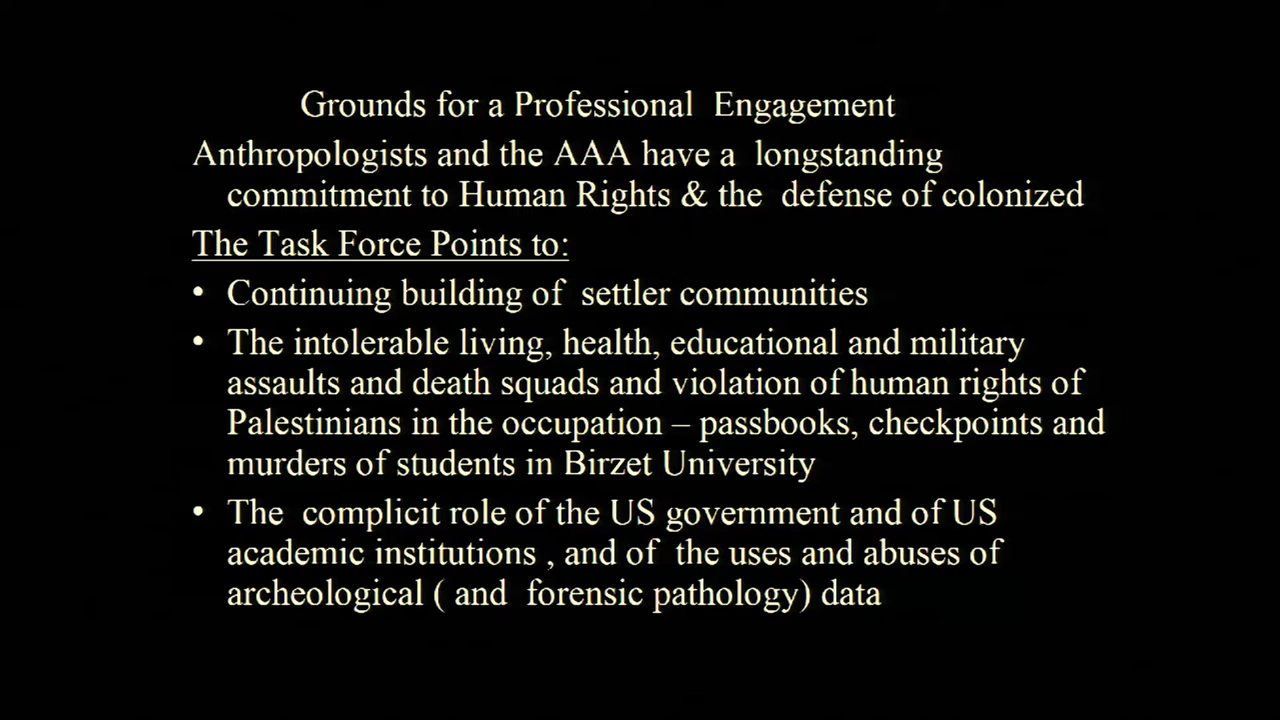 Grounds for a Professional  Engagement
Anthropologists and the AAA have a  longstanding
commitment to Human Rights & the  defense of colonized
The Task Force Points to:
• Continuing building of  settler communities
• The intolerable living, health, educational and military
assaults and death squads and violation of human rights of
Palestinians in the occupation – passbooks, checkpoints and
murders of students in Birzet University
• The  complicit role of the US government and of US
academic institutions , and of  the uses and abuses of
archeological ( and  forensic pathology) data